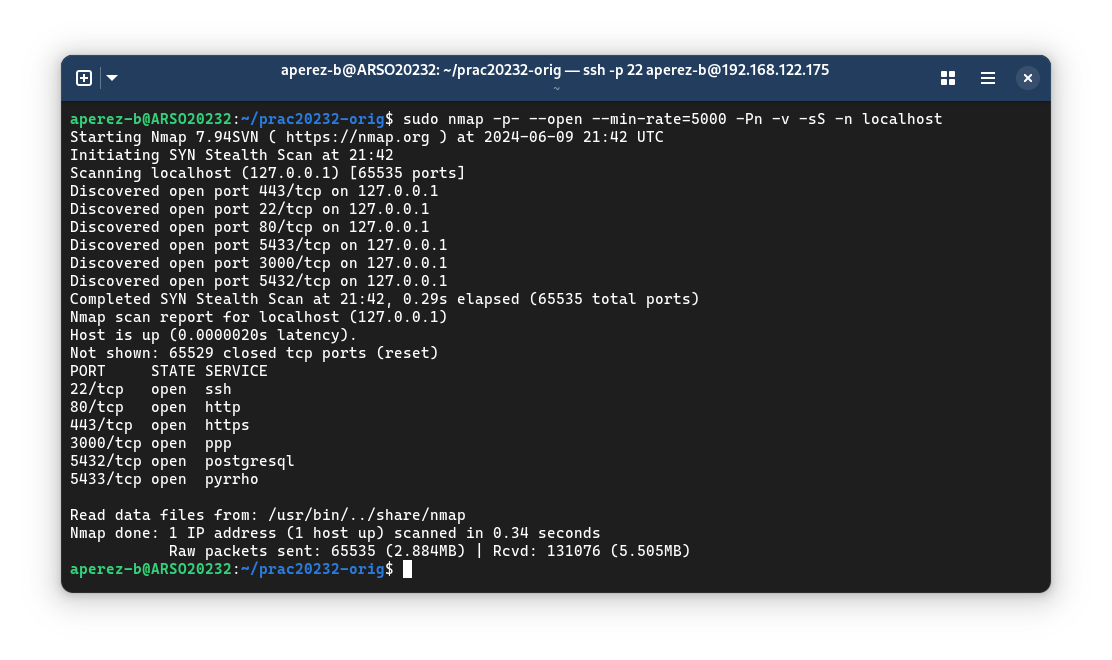 aperez-b@ARSO20232: ~/prac20232-orig — ssh -p 22 aperez-b@192.168.122.175
~
aperez-b@ARSO20232:~/prac20232-orig$ sudo nmap -p- --open --min-rate=5000 -Pn -v -sS -n localhost
Starting Nmap 7.94SVN ( https://nmap.org ) at 2024-06-09 21:42 UTC
Initiating SYN Stealth Scan at 21:42
Scanning localhost (127.0.0.1) [65535 ports]
Discovered open port 443/tcp on 127.0.0.1
Discovered open port 22/tcp on 127.0.0.1
Discovered open port 80/tcp on 127.0.0.1
Discovered open port 5433/tcp on 127.0.0.1
Discovered open port 3000/tcp on 127.0.0.1
Discovered open port 5432/tcp on 127.0.0.1
Completed SYN Stealth Scan at 21:42, 0.29s elapsed (65535 total ports)
Nmap scan report for localhost (127.0.0.1)
Host is up (0.0000020s latency).
Not shown: 65529 closed tcp ports (reset)
PORT     STATE SERVICE
22/tcp   open  ssh
80/tcp   open  http
443/tcp  open  https
3000/tcp open  ppp
5432/tcp open  postgresql
5433/tcp open  pyrrho
Read data files from: /usr/bin/../share/nmap
Nmap done: 1 IP address (1 host up) scanned in 0.34 seconds
           Raw packets sent: 65535 (2.884MB) | Rcvd: 131076 (5.505MB)
aperez-b@ARSO20232:~/prac20232-orig$